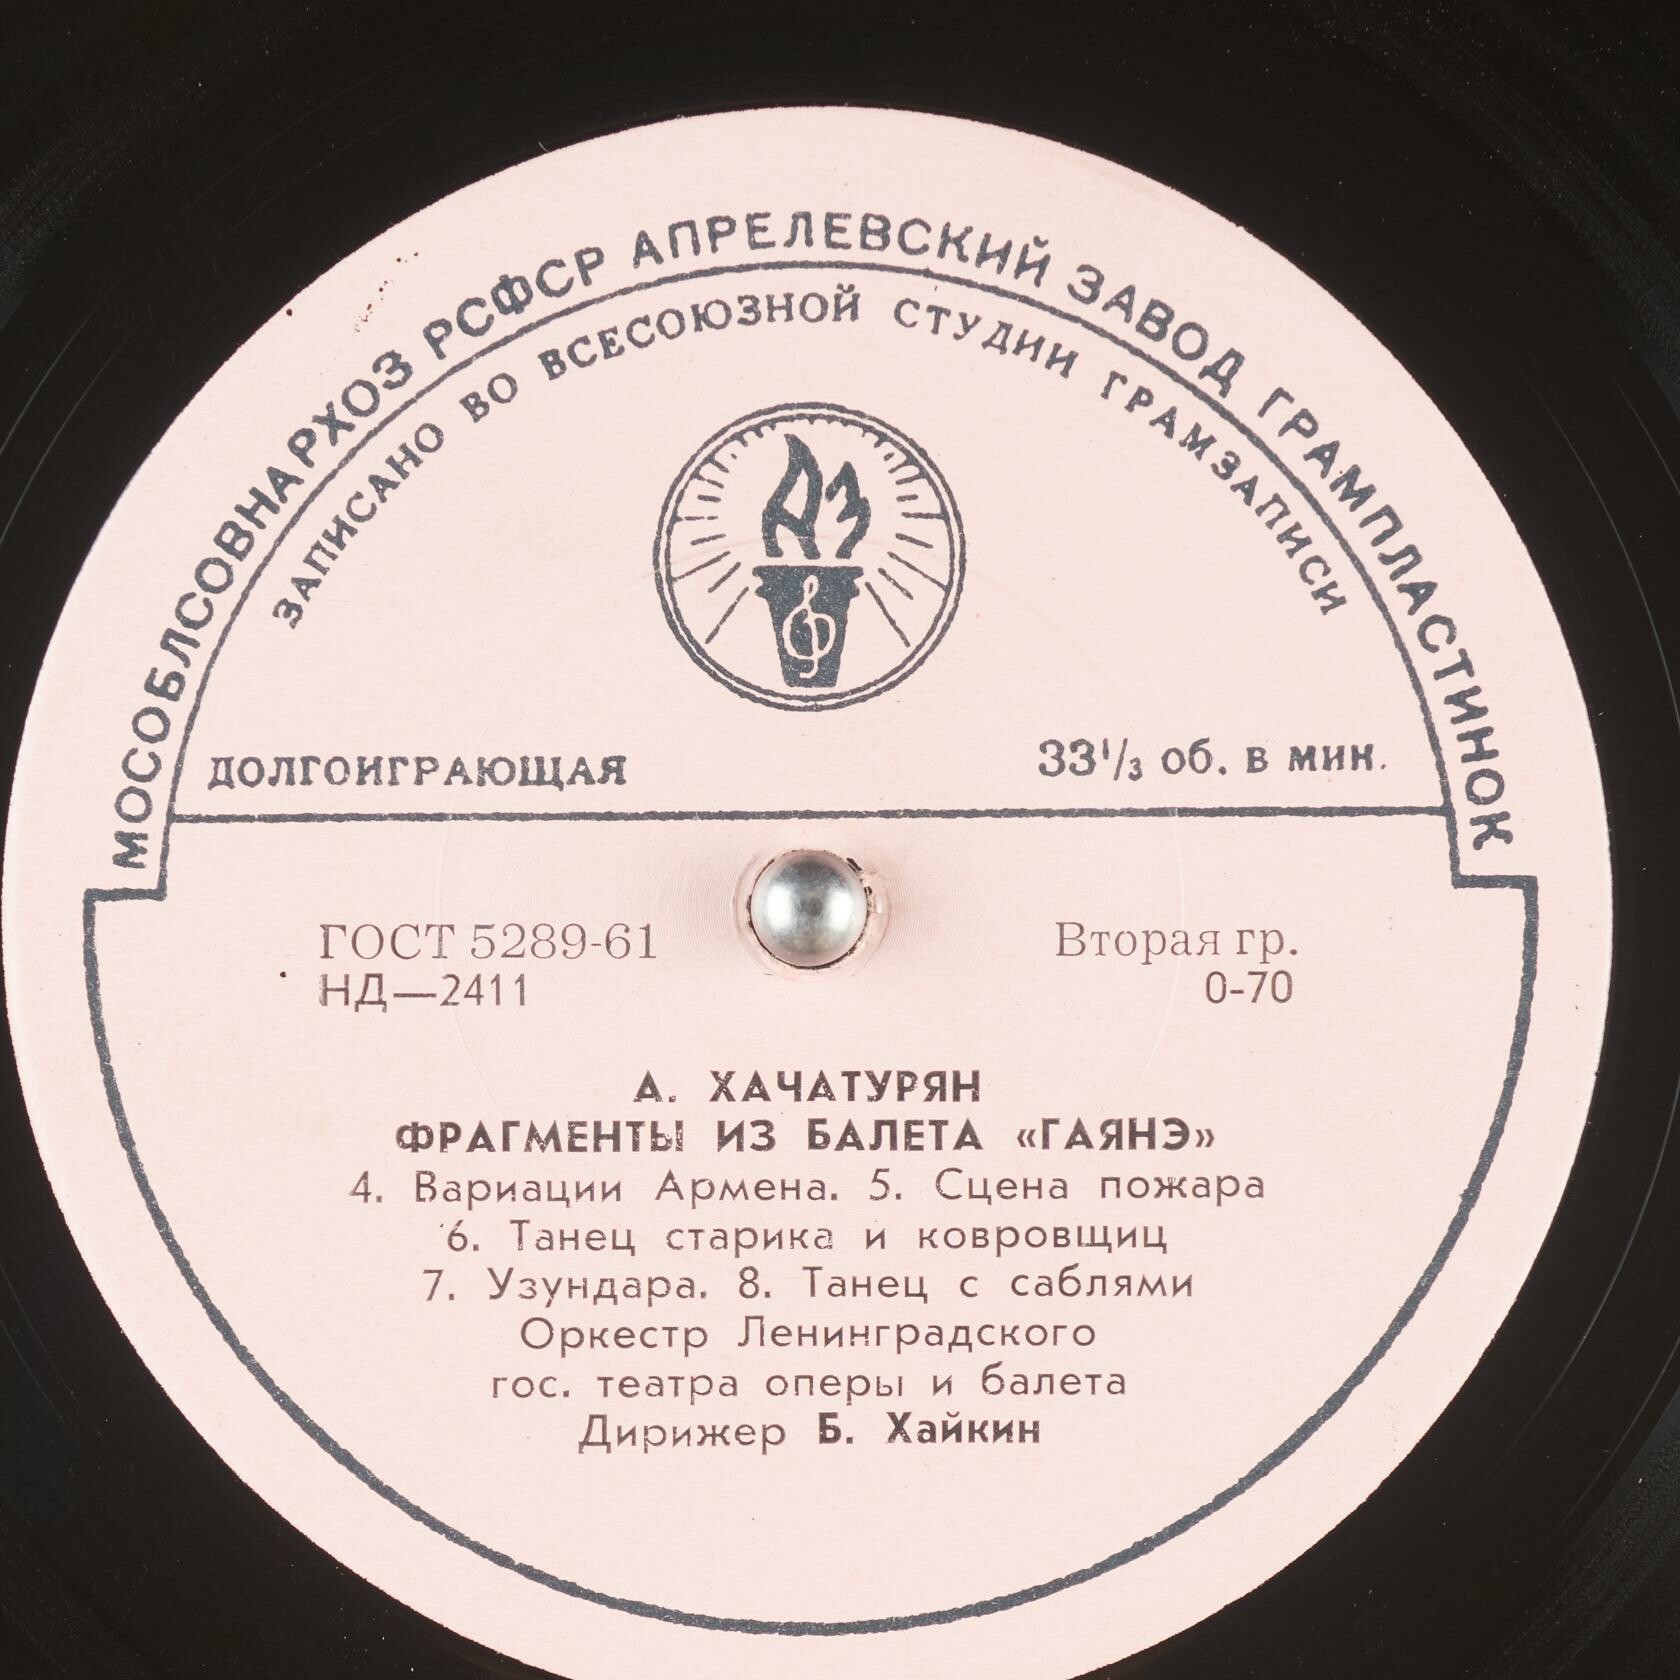 МОСОБЛСОВНАРХОЗ РСФСР АПРЕЛЕВСКИЙ ЗАВОД ГРАМПЛАСТИНОК
ЗАПИСАНО ВО ВСЕСОЮЗНОЙ СТУДИИ ГРАМЗАПИСИ
АЗ
ДОЛГОИГРАЮЩАЯ 33 1/3 об. в мин.
ГОСТ 5289-61 Вторая гр.
НД—2411 0-70
А. ХАЧАТУРЯН
ФРАГМЕНТЫ ИЗ БАЛЕТА «ГАЯНЭ»
4. Вариации Армена. 5. Сцена пожара
6. Танец старика и ковровщиц
7. Узундара. 8. Танец с саблями
Оркестр Ленинградского
гос. театра оперы и балета
Дирижер Б. Хайкин